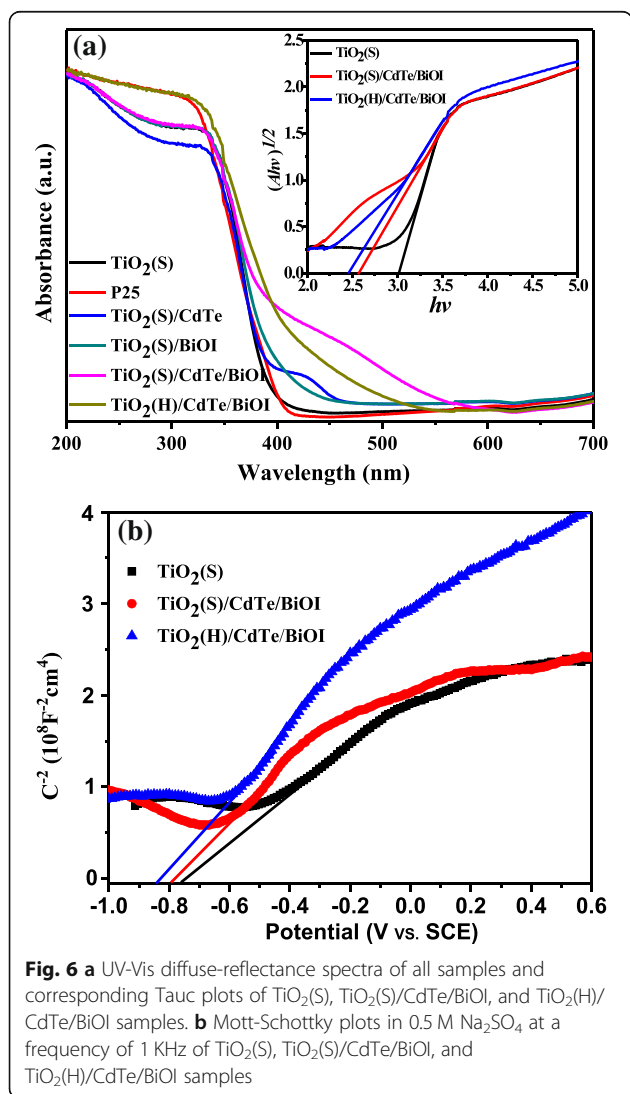 (a)
TiO2(S)
TiO2(S)/CdTe/BiOI
TiO2(H)/CdTe/BiOI
(Ahν)^1/2
2.5
2.0
1.5
1.0
0.5
0.0
2.0 2.5 3.0 3.5 4.0 4.5 5.0
hν
Absorbance (a.u.)
TiO2(S)
P25
TiO2(S)/CdTe
TiO2(S)/BiOI
TiO2(S)/CdTe/BiOI
TiO2(H)/CdTe/BiOI
200 300 400 500 600 700
Wavelength (nm)
(b)
TiO2(S)
TiO2(S)/CdTe/BiOI
TiO2(H)/CdTe/BiOI
C^-2 (10^8F^-2cm^4)
4
3
2
1
0
-1.0 -0.8 -0.6 -0.4 -0.2 0.0 0.2 0.4 0.6
Potential (V vs. SCE)
Fig. 6 a UV-Vis diffuse-reflectance spectra of all samples and
corresponding Tauc plots of TiO2(S), TiO2(S)/CdTe/BiOI, and TiO2(H)/
CdTe/BiOI samples. b Mott-Schottky plots in 0.5 M Na2SO4 at a
frequency of 1 KHz of TiO2(S), TiO2(S)/CdTe/BiOI, and
TiO2(H)/CdTe/BiOI samples